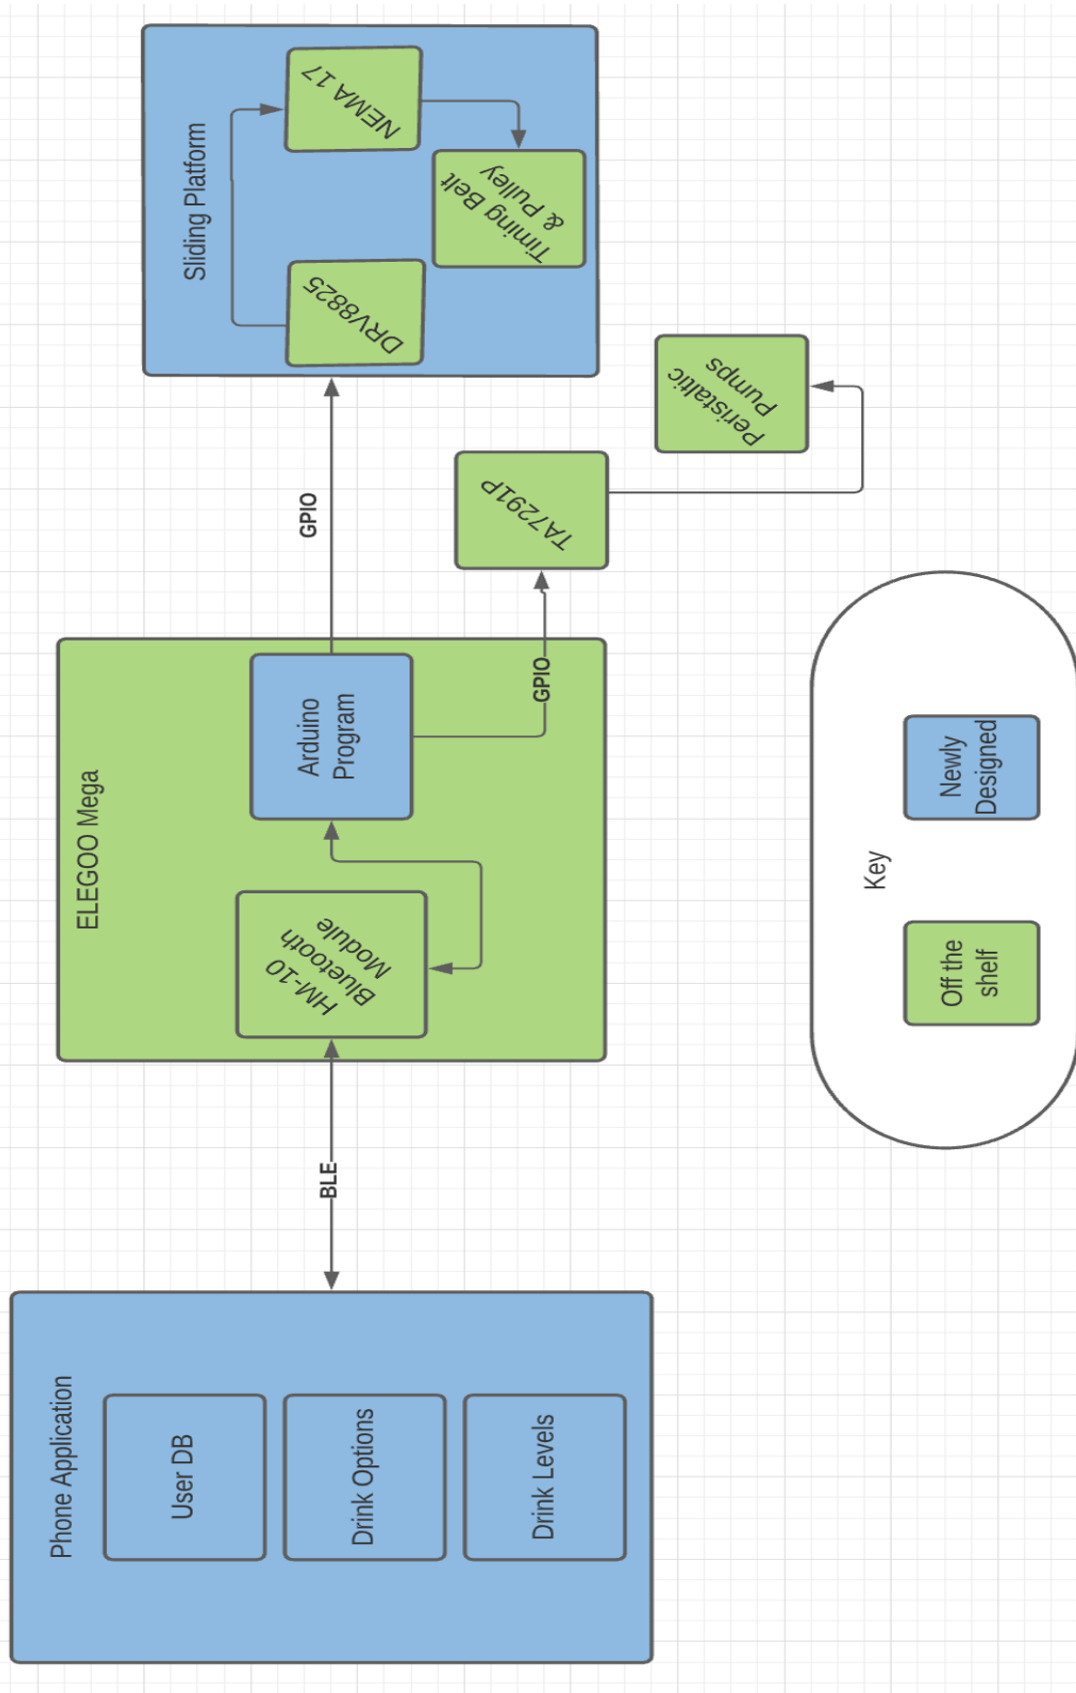 Phone Application
User DB
Drink Options
Drink Levels
BLE
ELEGOO Mega
HM-10
Bluetooth
Module
Arduino
Program
GPIO
GPIO
Sliding Platform
DRV8825
NEMA 17
Timing Belt
& Pulley
TA7291P
Peristaltic
Pumps
Key
Off the
shelf
Newly
Designed